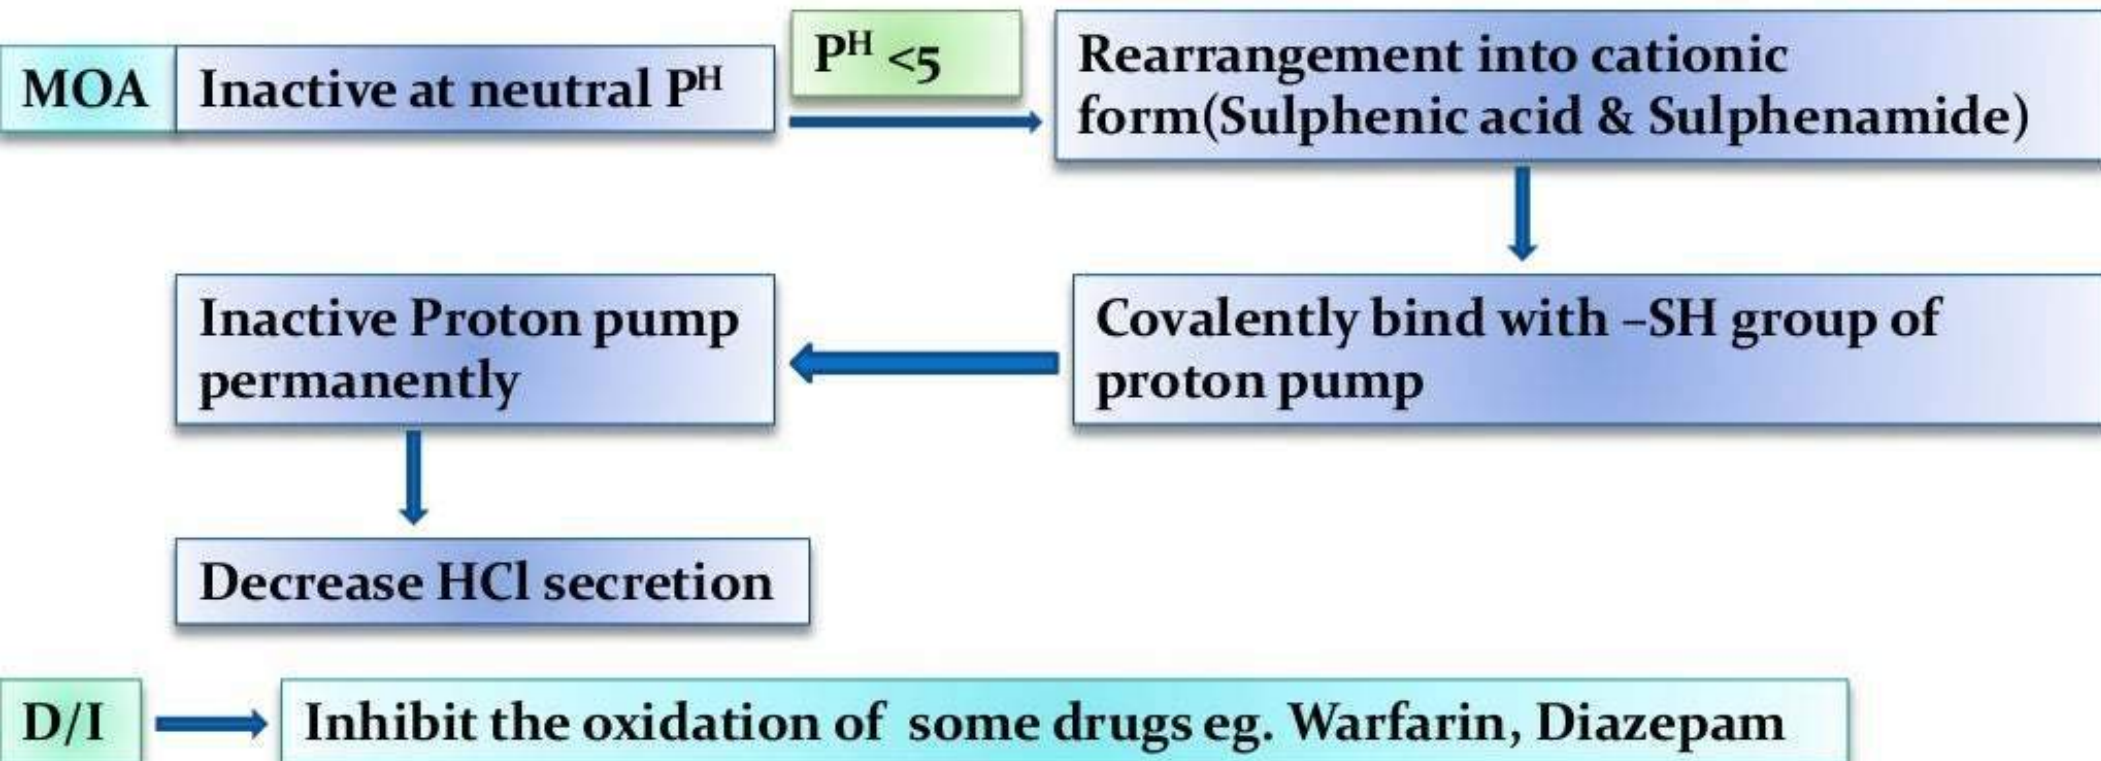 MOA
Inactive at neutral Pᴴ
Pᴴ <5
Rearrangement into cationic
form(Sulphenic acid & Sulphenamide)
Covalently bind with –SH group of
proton pump
Inactive Proton pump
permanently
Decrease HCl secretion
D/I
Inhibit the oxidation of some drugs eg. Warfarin, Diazepam